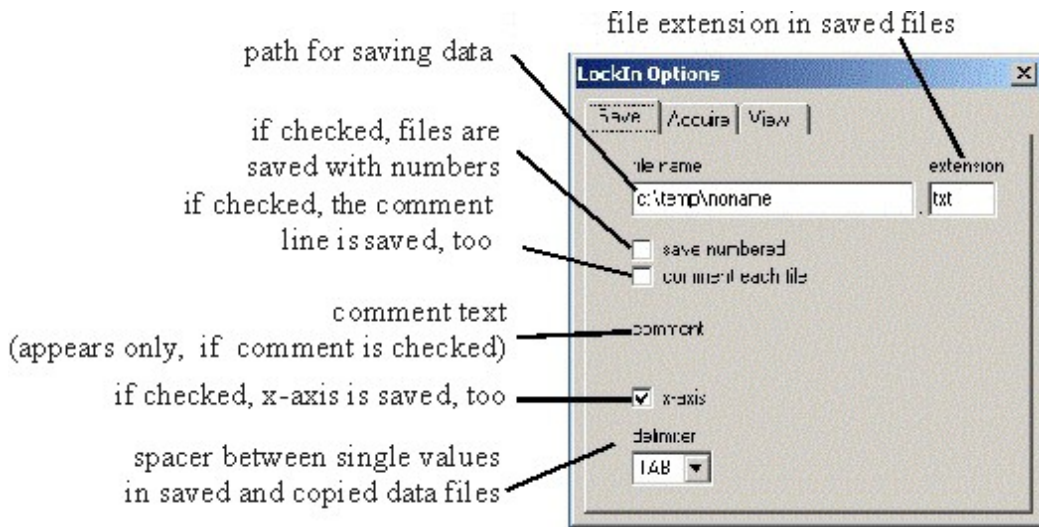 file extension in saved files
path for saving data
LockIn Options
Save
Acquire
View
if checked, files are
saved with numbers
file name
extension
c:\temp\noname
.
txt
if checked, the comment
line is saved, too
save numbered
comment each file
comment text
(appears only, if comment is checked)
comment
if checked, x-axis is saved, too
x-axis
delimiter
TAB
spacer between single values
in saved and copied data files